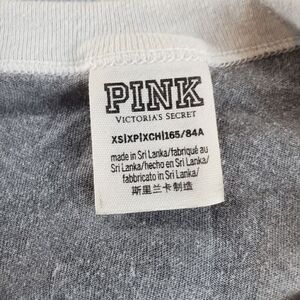 PINK
VICTORIA'S SECRET
XS|XP|XCH|165/84A
made in Sri Lanka/fabriqué au
Sri Lanka/hecho en Sri Lanka/
fabbricato in Sri Lanka/
斯里兰卡制造